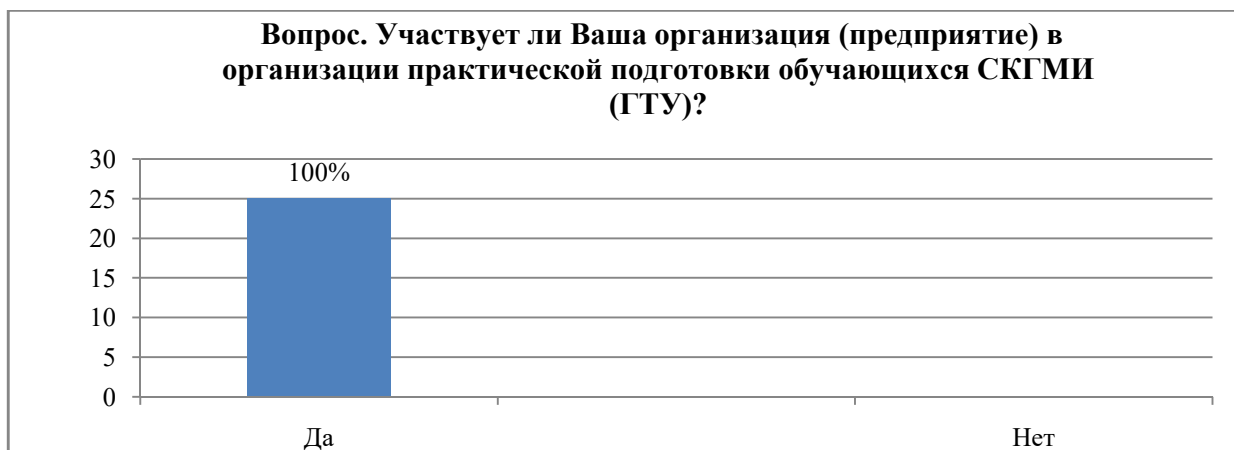 Вопрос. Участвует ли Ваша организация (предприятие) в
организации практической подготовки обучающихся СКГМИ
(ГТУ)?
30
100%
25
20
15
10
5
0
Да
Нет